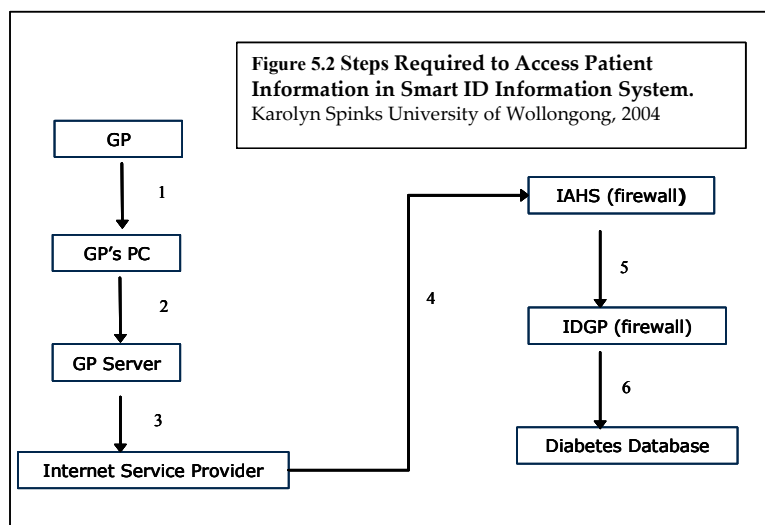 Figure 5.2 Steps Required to Access Patient
Information in Smart ID Information System.
Karolyn Spinks University of Wollongong, 2004
GP
1
GP's PC
2
GP Server
3
Internet Service Provider
4
IAHS (firewall)
5
IDGP (firewall)
6
Diabetes Database